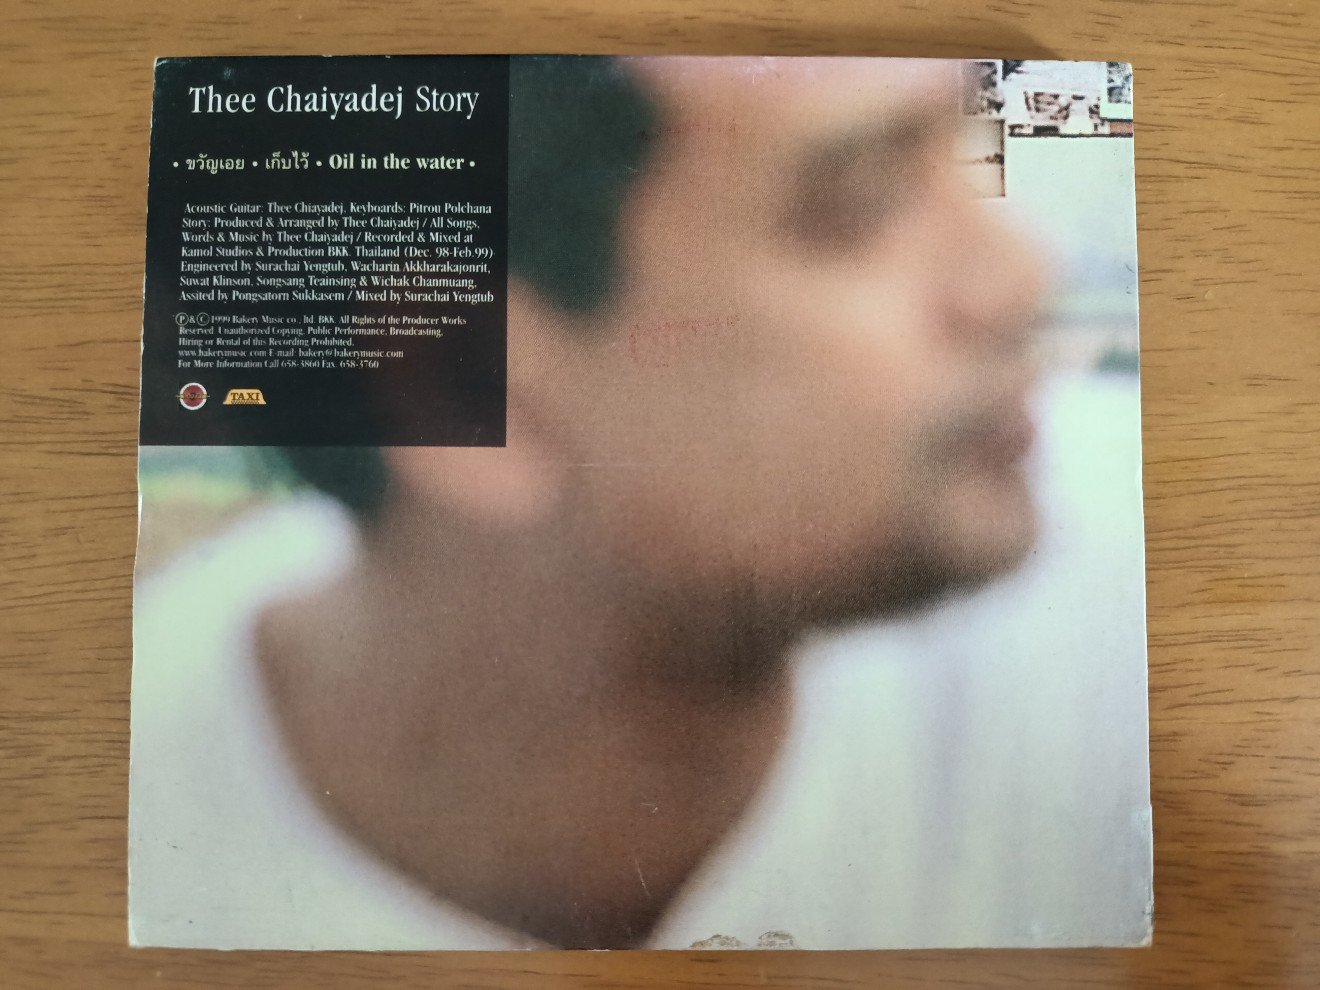 Thee Chaiyadej Story
• ขวัญเอย • เก็บไว้ • Oil in the water •
Acoustic Guitar: Thee Chiayadej, Keyboards: Pitrou Polchana
Story: Produced & Arranged by Thee Chaiyadej / All Songs,
Words & Music by Thee Chaiyadej / Recorded & Mixed at
Kamol Studios & Production BKK. Thailand (Dec. 98-Feb.99)
Engineered by Surachai Yengtub, Wacharin Akkharakajonrit,
Suwat Klinson, Songsang Teainsing & Wichak Chanmuang,
Assited by Pongsatorn Sukkasem / Mixed by Surachai Yengtub
Ⓟ&Ⓒ1999 Bakery Music co., ltd. BKK. All Rights of the Producer Works
Reserved. Unauthorized Copying, Public Performance, Broadcasting,
Hiring or Rental of this Recording Prohibited.
www.bakerymusic.com E-mail: bakery@bakerymusic.com
For More Information Call 658-3860 Fax. 658-3760
TAXI